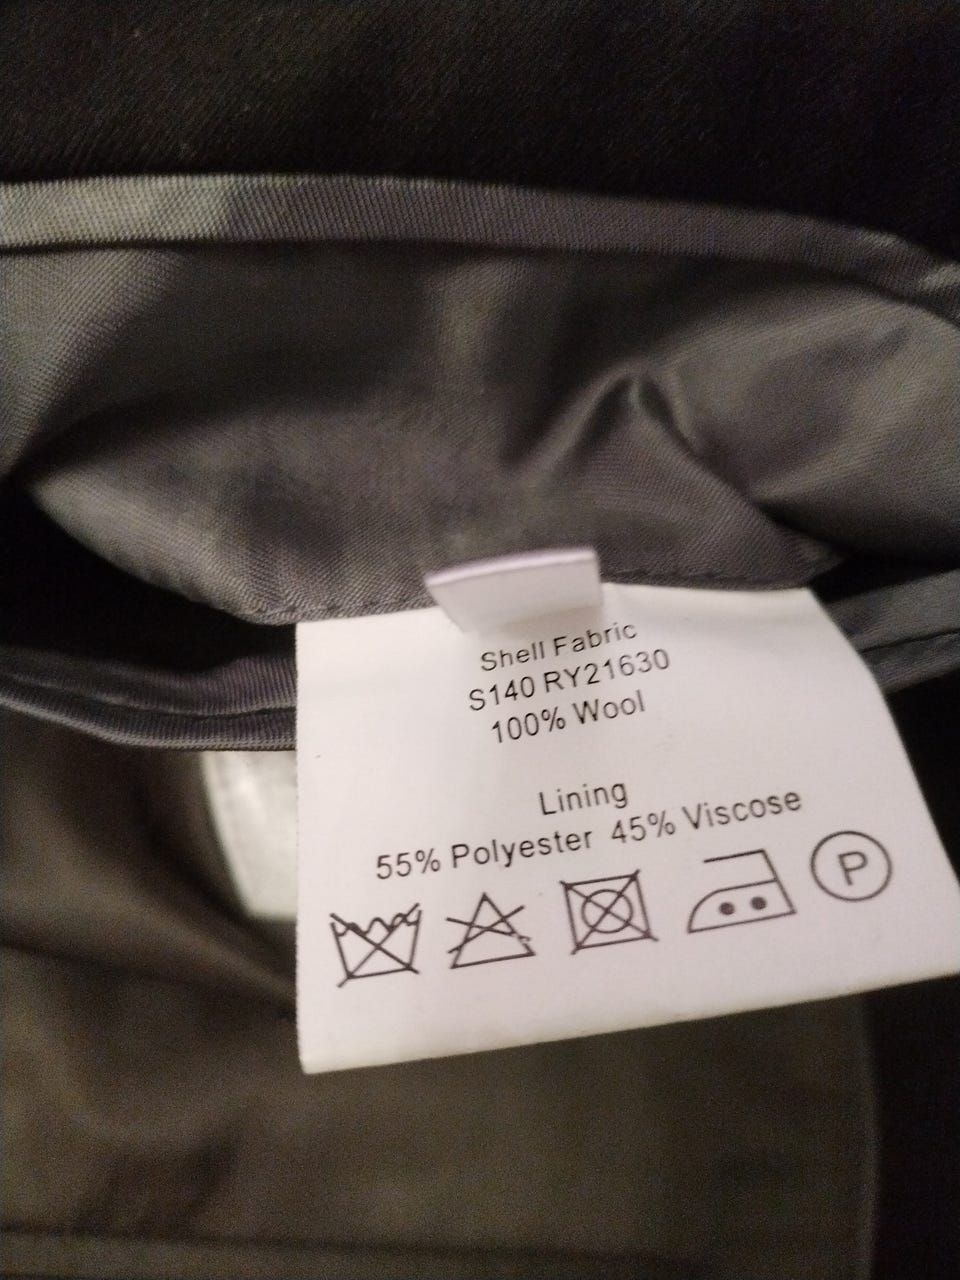 Shell Fabric
S140 RY21630
100% Wool
Lining
55% Polyester 45% Viscose
P